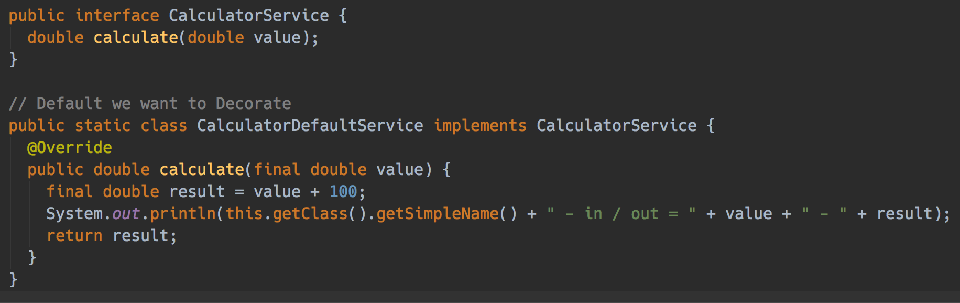 public interface CalculatorService {
  double calculate(double value);
}

// Default we want to Decorate
public static class CalculatorDefaultService implements CalculatorService {
  @Override
  public double calculate(final double value) {
    final double result = value + 100;
    System.out.println(this.getClass().getSimpleName() + " - in / out = " + value + " - " + result);
    return result;
  }
}